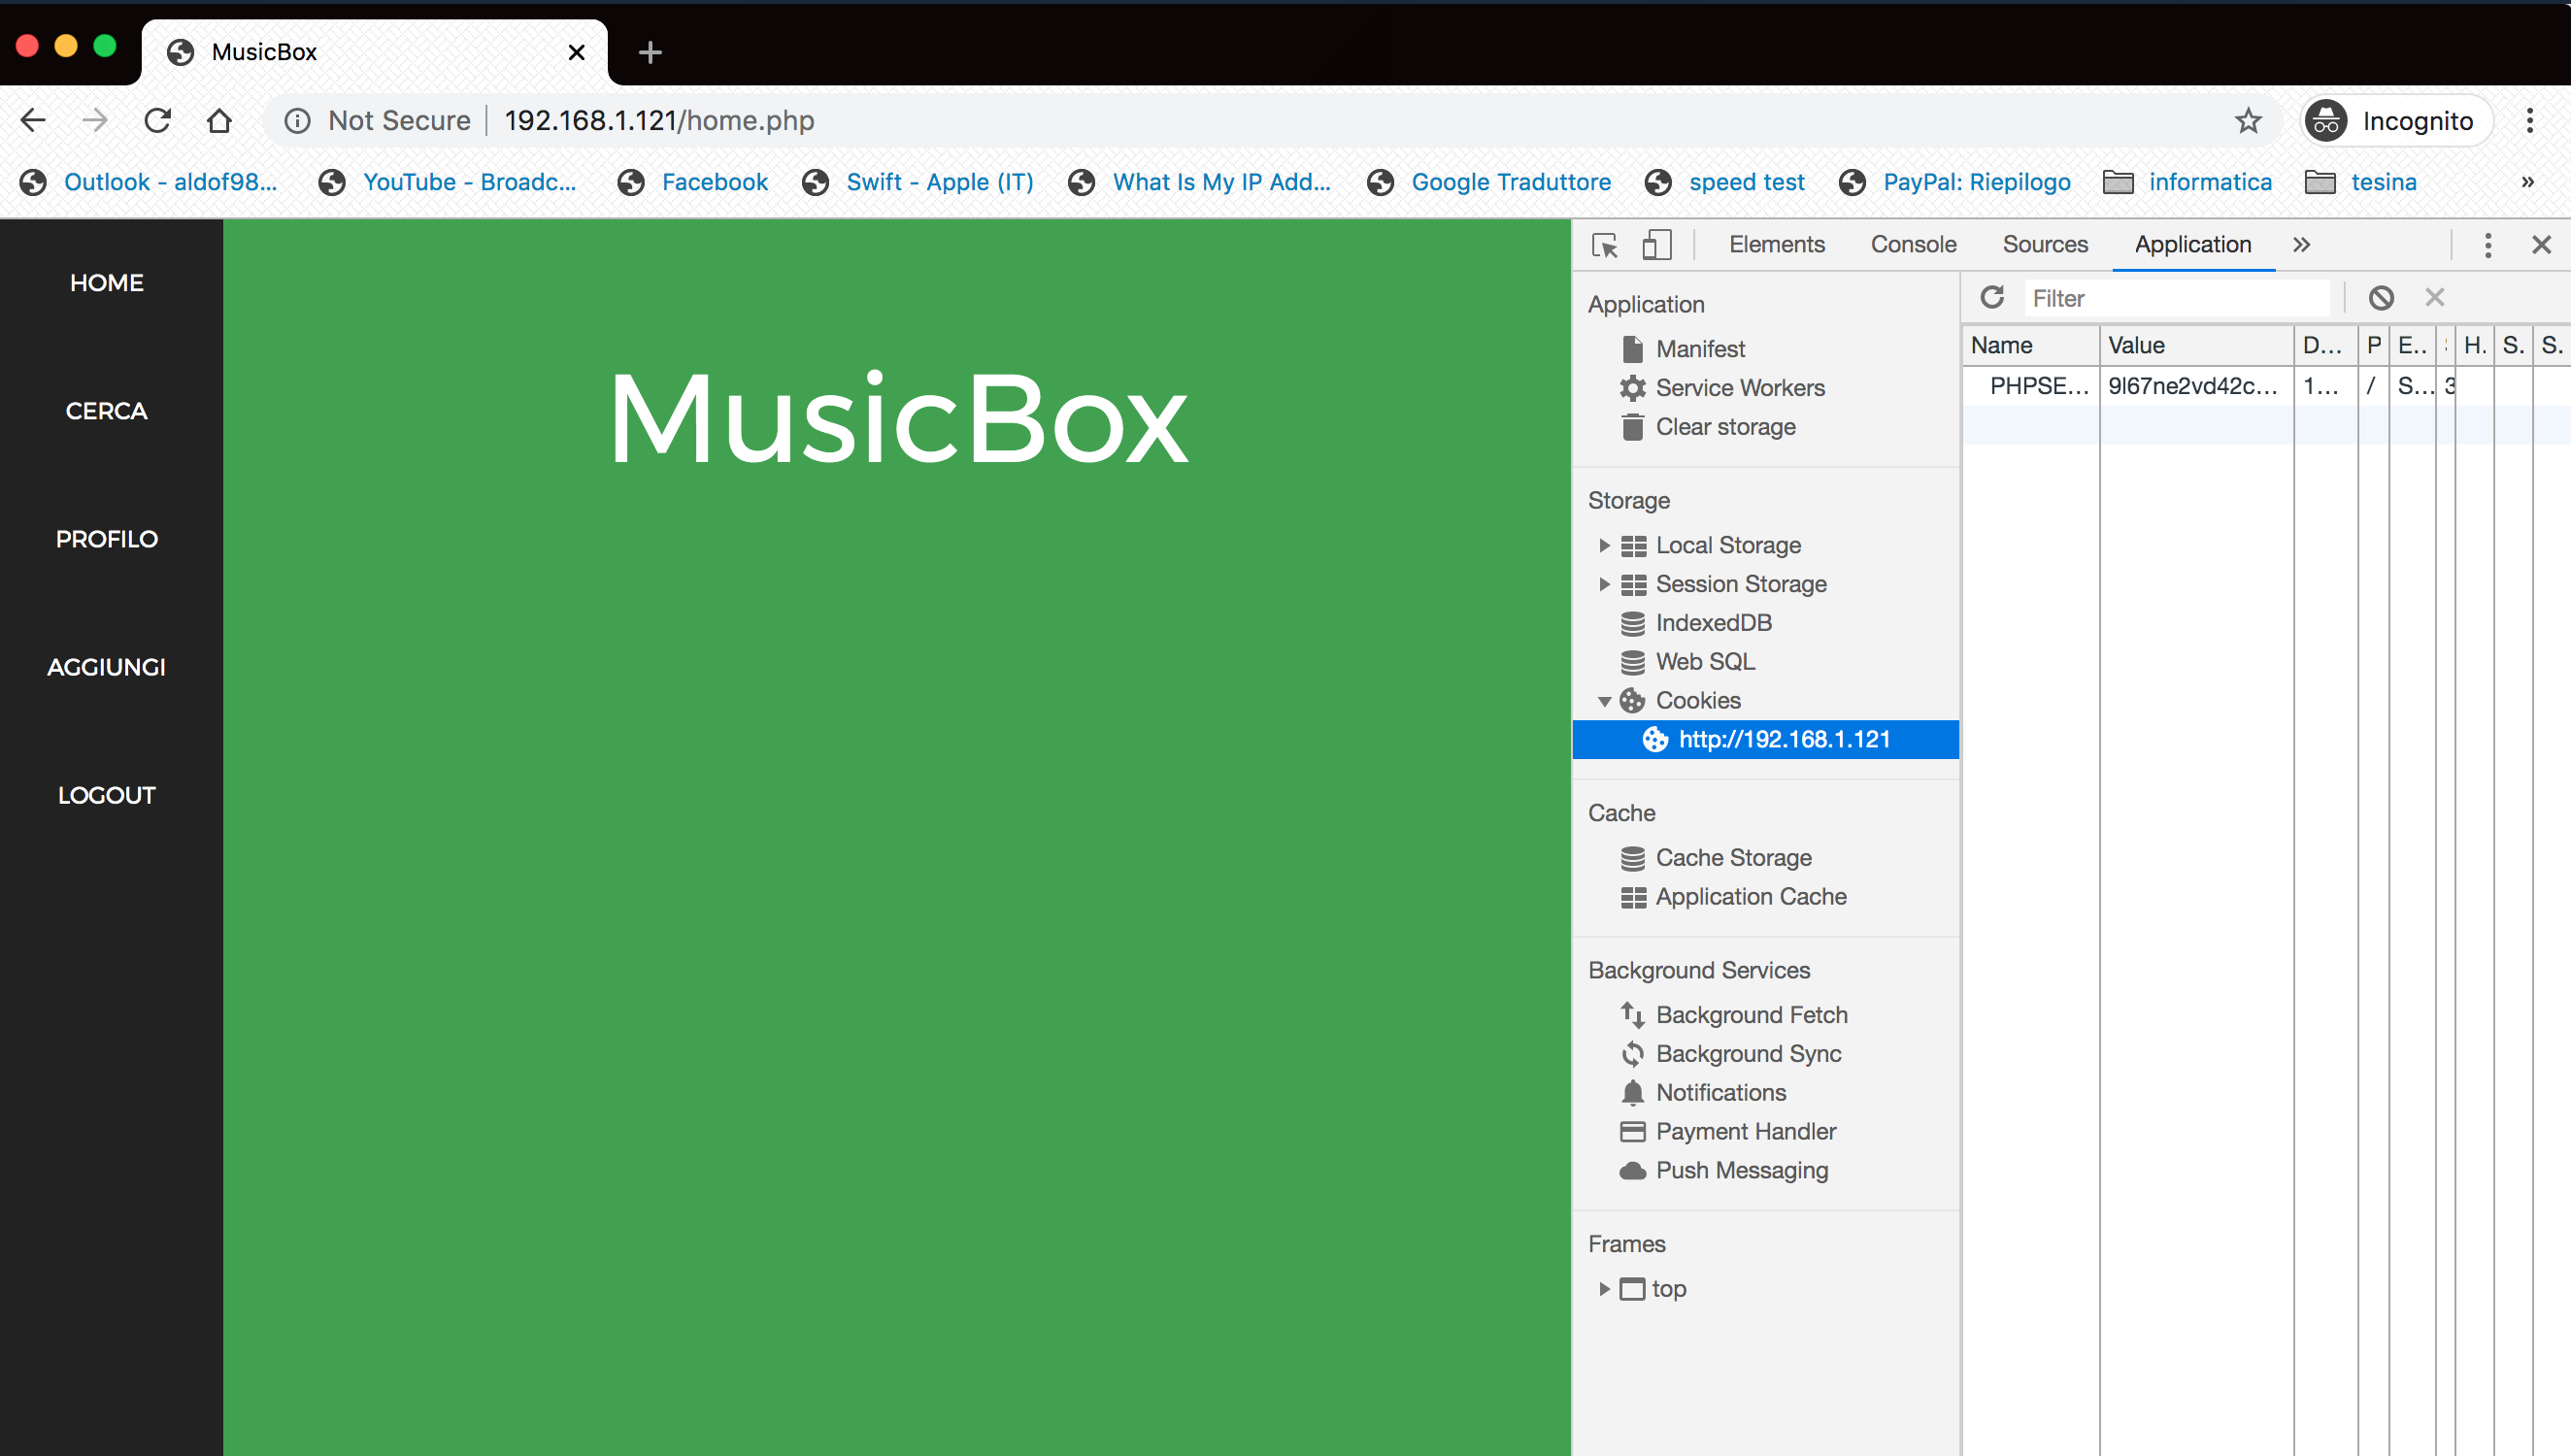 MusicBox
Not Secure 192.168.1.121/home.php Incognito
Outlook - aldof98... YouTube - Broadc... Facebook Swift - Apple (IT) What Is My IP Add... Google Traduttore speed test PayPal: Riepilogo informatica tesina »
HOME
CERCA
PROFILO
AGGIUNGI
LOGOUT
MusicBox
Elements Console Sources Application »
Application
Manifest
Service Workers
Clear storage
Storage
Local Storage
Session Storage
IndexedDB
Web SQL
Cookies
http://192.168.1.121
Cache
Cache Storage
Application Cache
Background Services
Background Fetch
Background Sync
Notifications
Payment Handler
Push Messaging
Frames
top
Filter
Name Value D... P E.. H. S. S.
PHPSE... 9l67ne2vd42c... 1... / S... 3